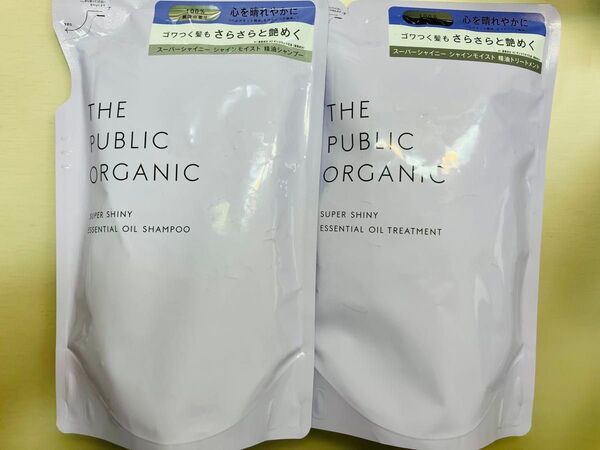 100%
心を晴れやかに
ゴワつく髪も さらさらと艶めく
スーパーシャイニー シャインモイスト 精油シャンプー
THE
PUBLIC
ORGANIC
SUPER SHINY
ESSENTIAL OIL SHAMPOO
心を晴れやかに
ゴワつく髪も さらさらと艶めく
スーパーシャイニー シャインモイスト 精油トリートメント
THE
PUBLIC
ORGANIC
SUPER SHINY
ESSENTIAL OIL TREATMENT